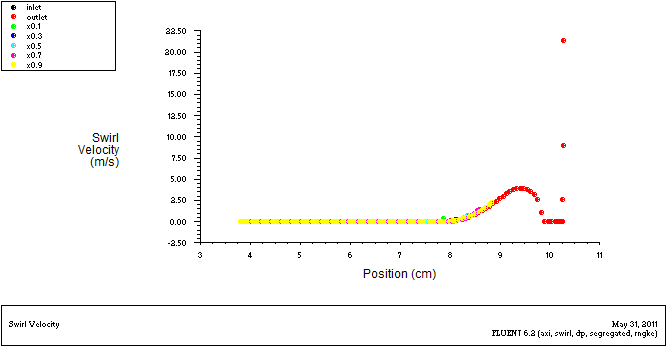 inlet
outlet
x0.1
x0.3
x0.5
x0.7
x0.9
22.50
20.00
17.50
15.00
12.50
10.00
7.50
5.00
2.50
0.00
-2.50
Swirl
Velocity
(m/s)
3 4 5 6 7 8 9 10 11
Position (cm)
Swirl Velocity
May 31, 2011
FLUENT 6.2 (axi, swirl, dp, segregated, rngke)